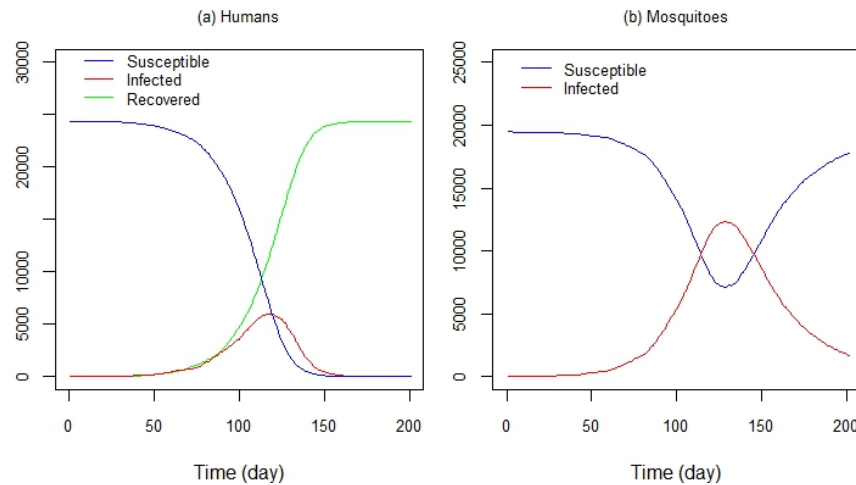 (a) Humans
Susceptible
Infected
Recovered
30000
20000
10000
5000
0
0 50 100 150 200
Time (day)
(b) Mosquitoes
Susceptible
Infected
25000
20000
15000
10000
5000
0
0 50 100 150 200
Time (day)